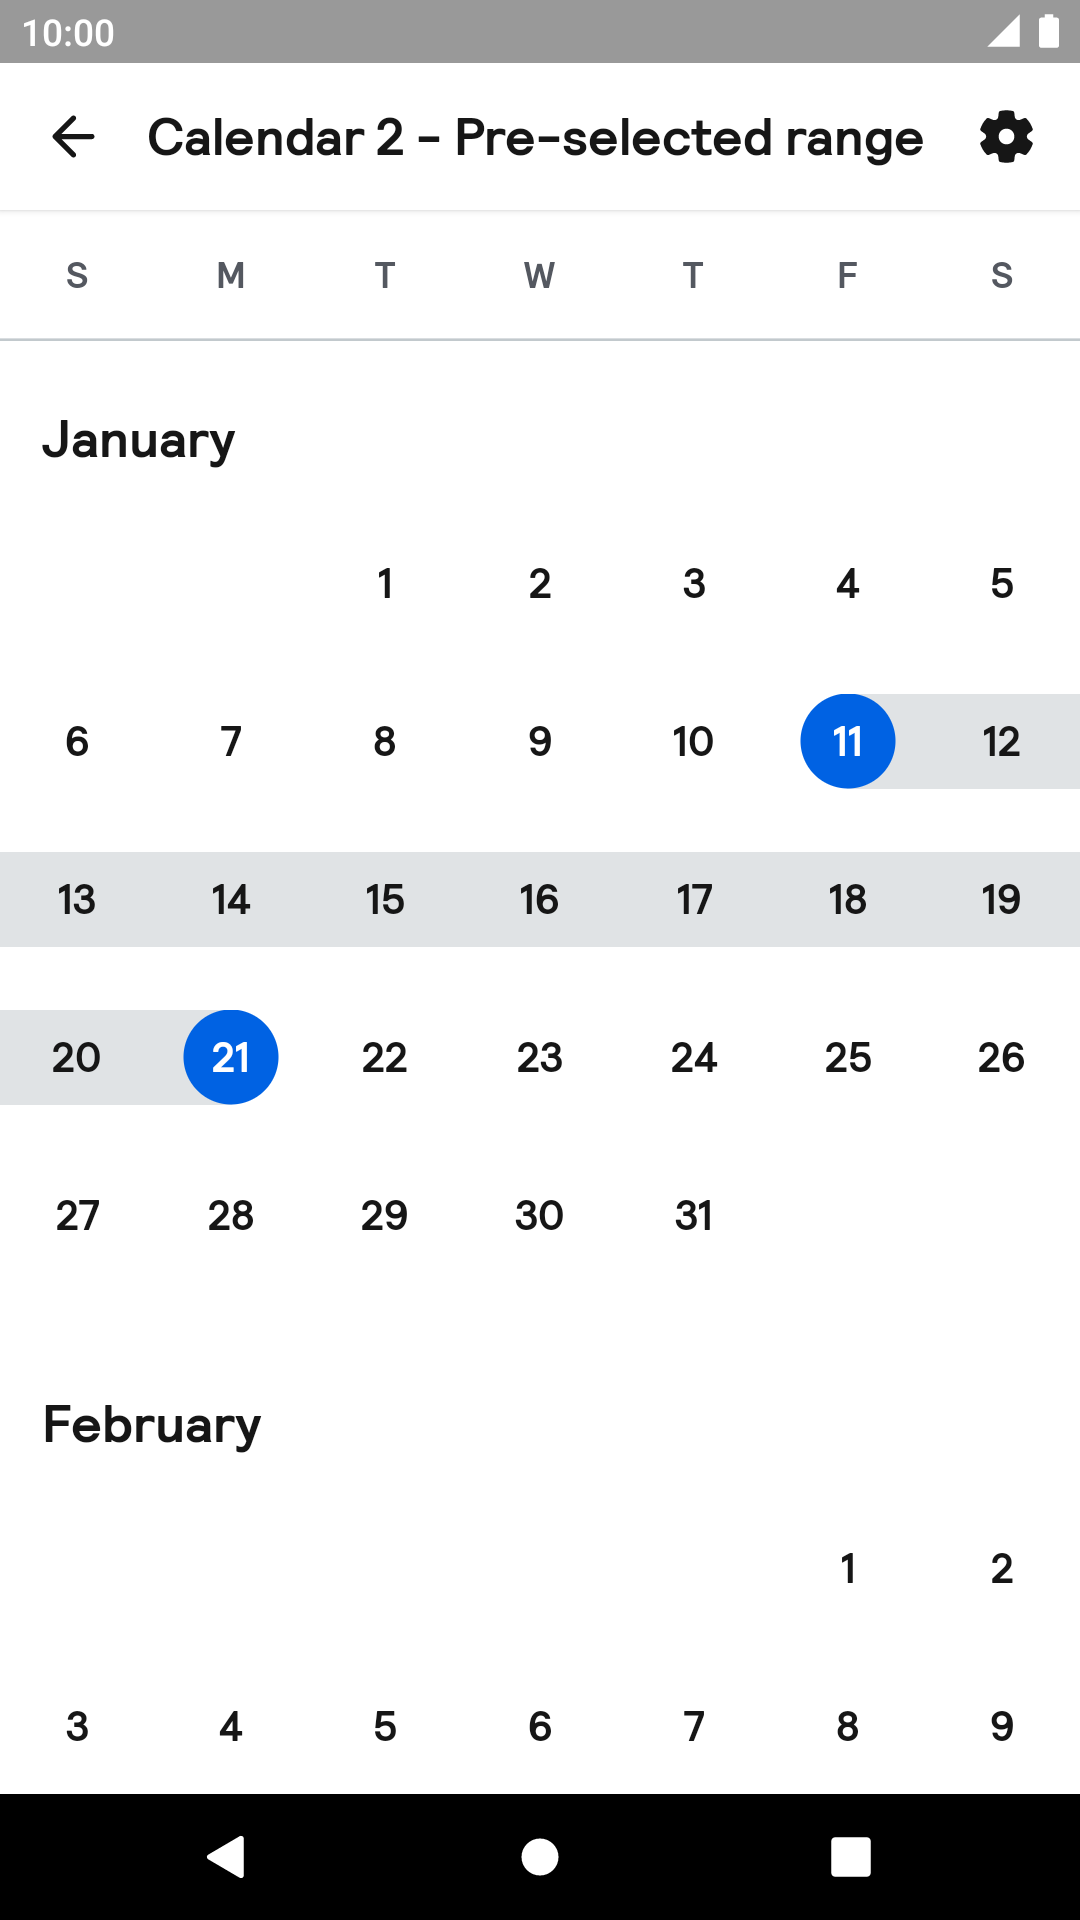 10:00
Calendar 2 - Pre-selected range
S M T W T F S
January
1 2 3 4 5
6 7 8 9 10 11 12
13 14 15 16 17 18 19
20 21 22 23 24 25 26
27 28 29 30 31
February
1 2
3 4 5 6 7 8 9